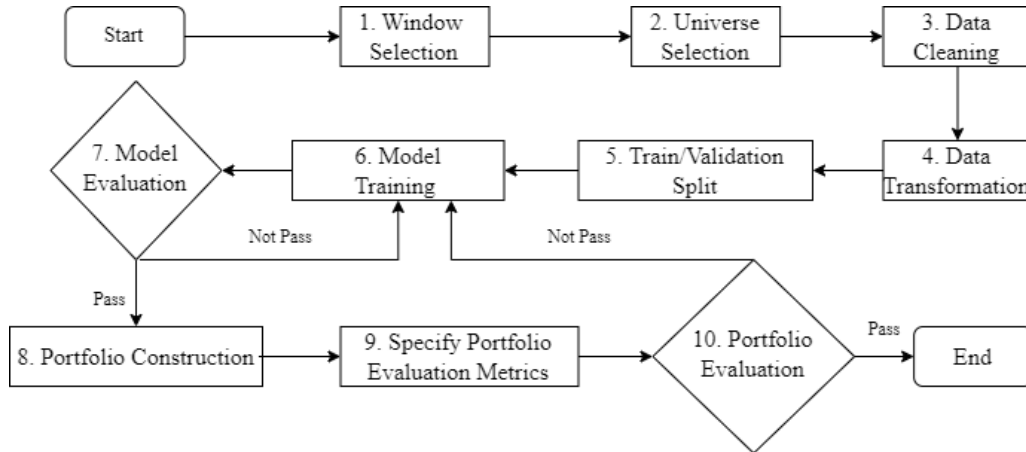 Start
1. Window
Selection
2. Universe
Selection
3. Data
Cleaning
7. Model
Evaluation
6. Model
Training
5. Train/Validation
Split
4. Data
Transformation
Not Pass
Not Pass
Pass
8. Portfolio Construction
9. Specify Portfolio
Evaluation Metrics
10. Portfolio
Evaluation
Pass
End